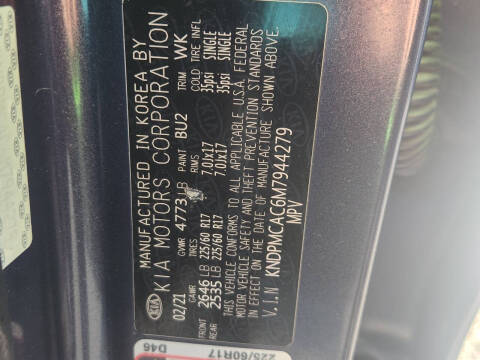 MANUFACTURED IN KOREA BY
KIA MOTORS CORPORATION
02/21 GVWR 4773 LB PAINT BU2 TRIM WK
GAWR TIRES RIMS COLD TIRE INFL
FRONT 2646 LB 225/60 R17 7.0Jx17 35psi SINGLE
REAR 2535 LB 225/60 R17 7.0Jx17 35psi SINGLE
THIS VEHICLE CONFORMS TO ALL APPLICABLE U.S.A. FEDERAL
MOTOR VEHICLE SAFETY AND THEFT PREVENTION STANDARDS
IN EFFECT ON THE DATE OF MANUFACTURE SHOWN ABOVE.
V.I.N KNDPMCAC6M7944279
MPV
KIA
225/60R17
D45